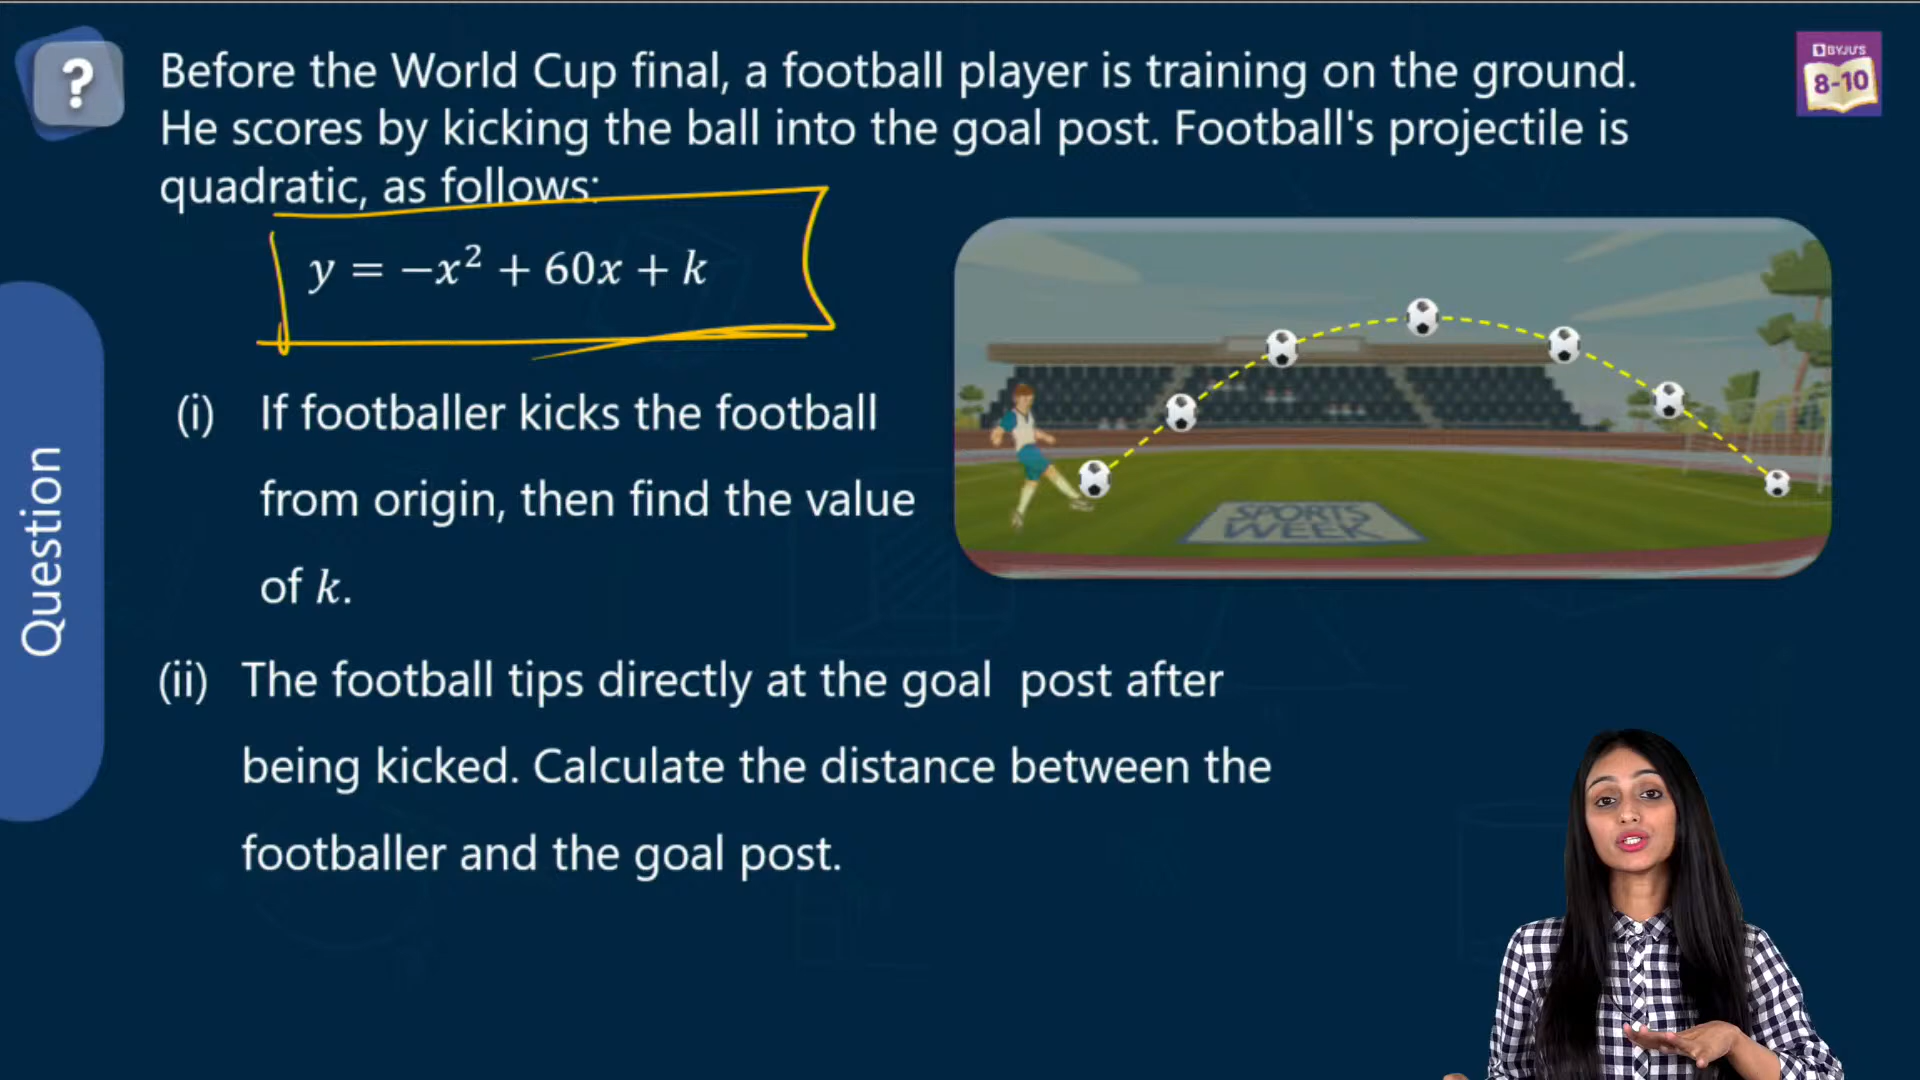 ?
BYJU'S
8-10
Before the World Cup final, a football player is training on the ground.
He scores by kicking the ball into the goal post. Football's projectile is
quadratic, as follows:
y = −x² + 60x + k
(i) If footballer kicks the football
from origin, then find the value
of k.
SPORTS
WEEK
(ii) The football tips directly at the goal post after
being kicked. Calculate the distance between the
footballer and the goal post.
Question